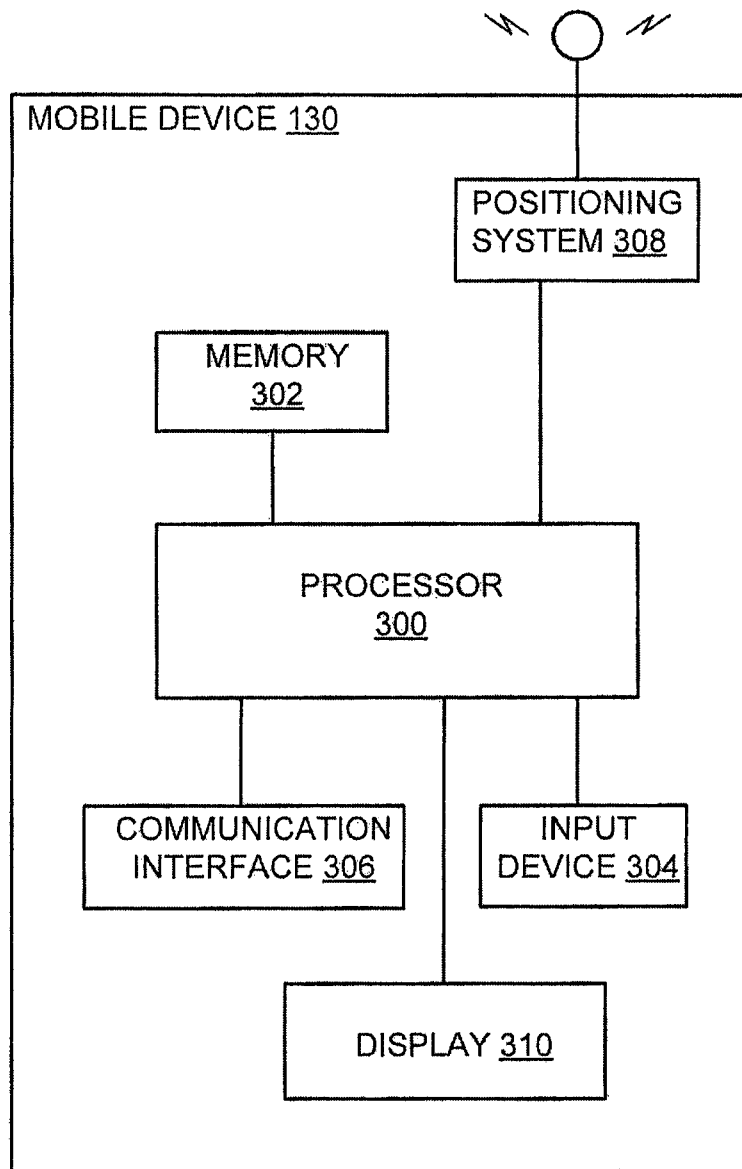 MOBILE DEVICE 130
POSITIONING
SYSTEM 308
MEMORY
302
PROCESSOR
300
COMMUNICATION
INTERFACE 306
INPUT
DEVICE 304
DISPLAY 310